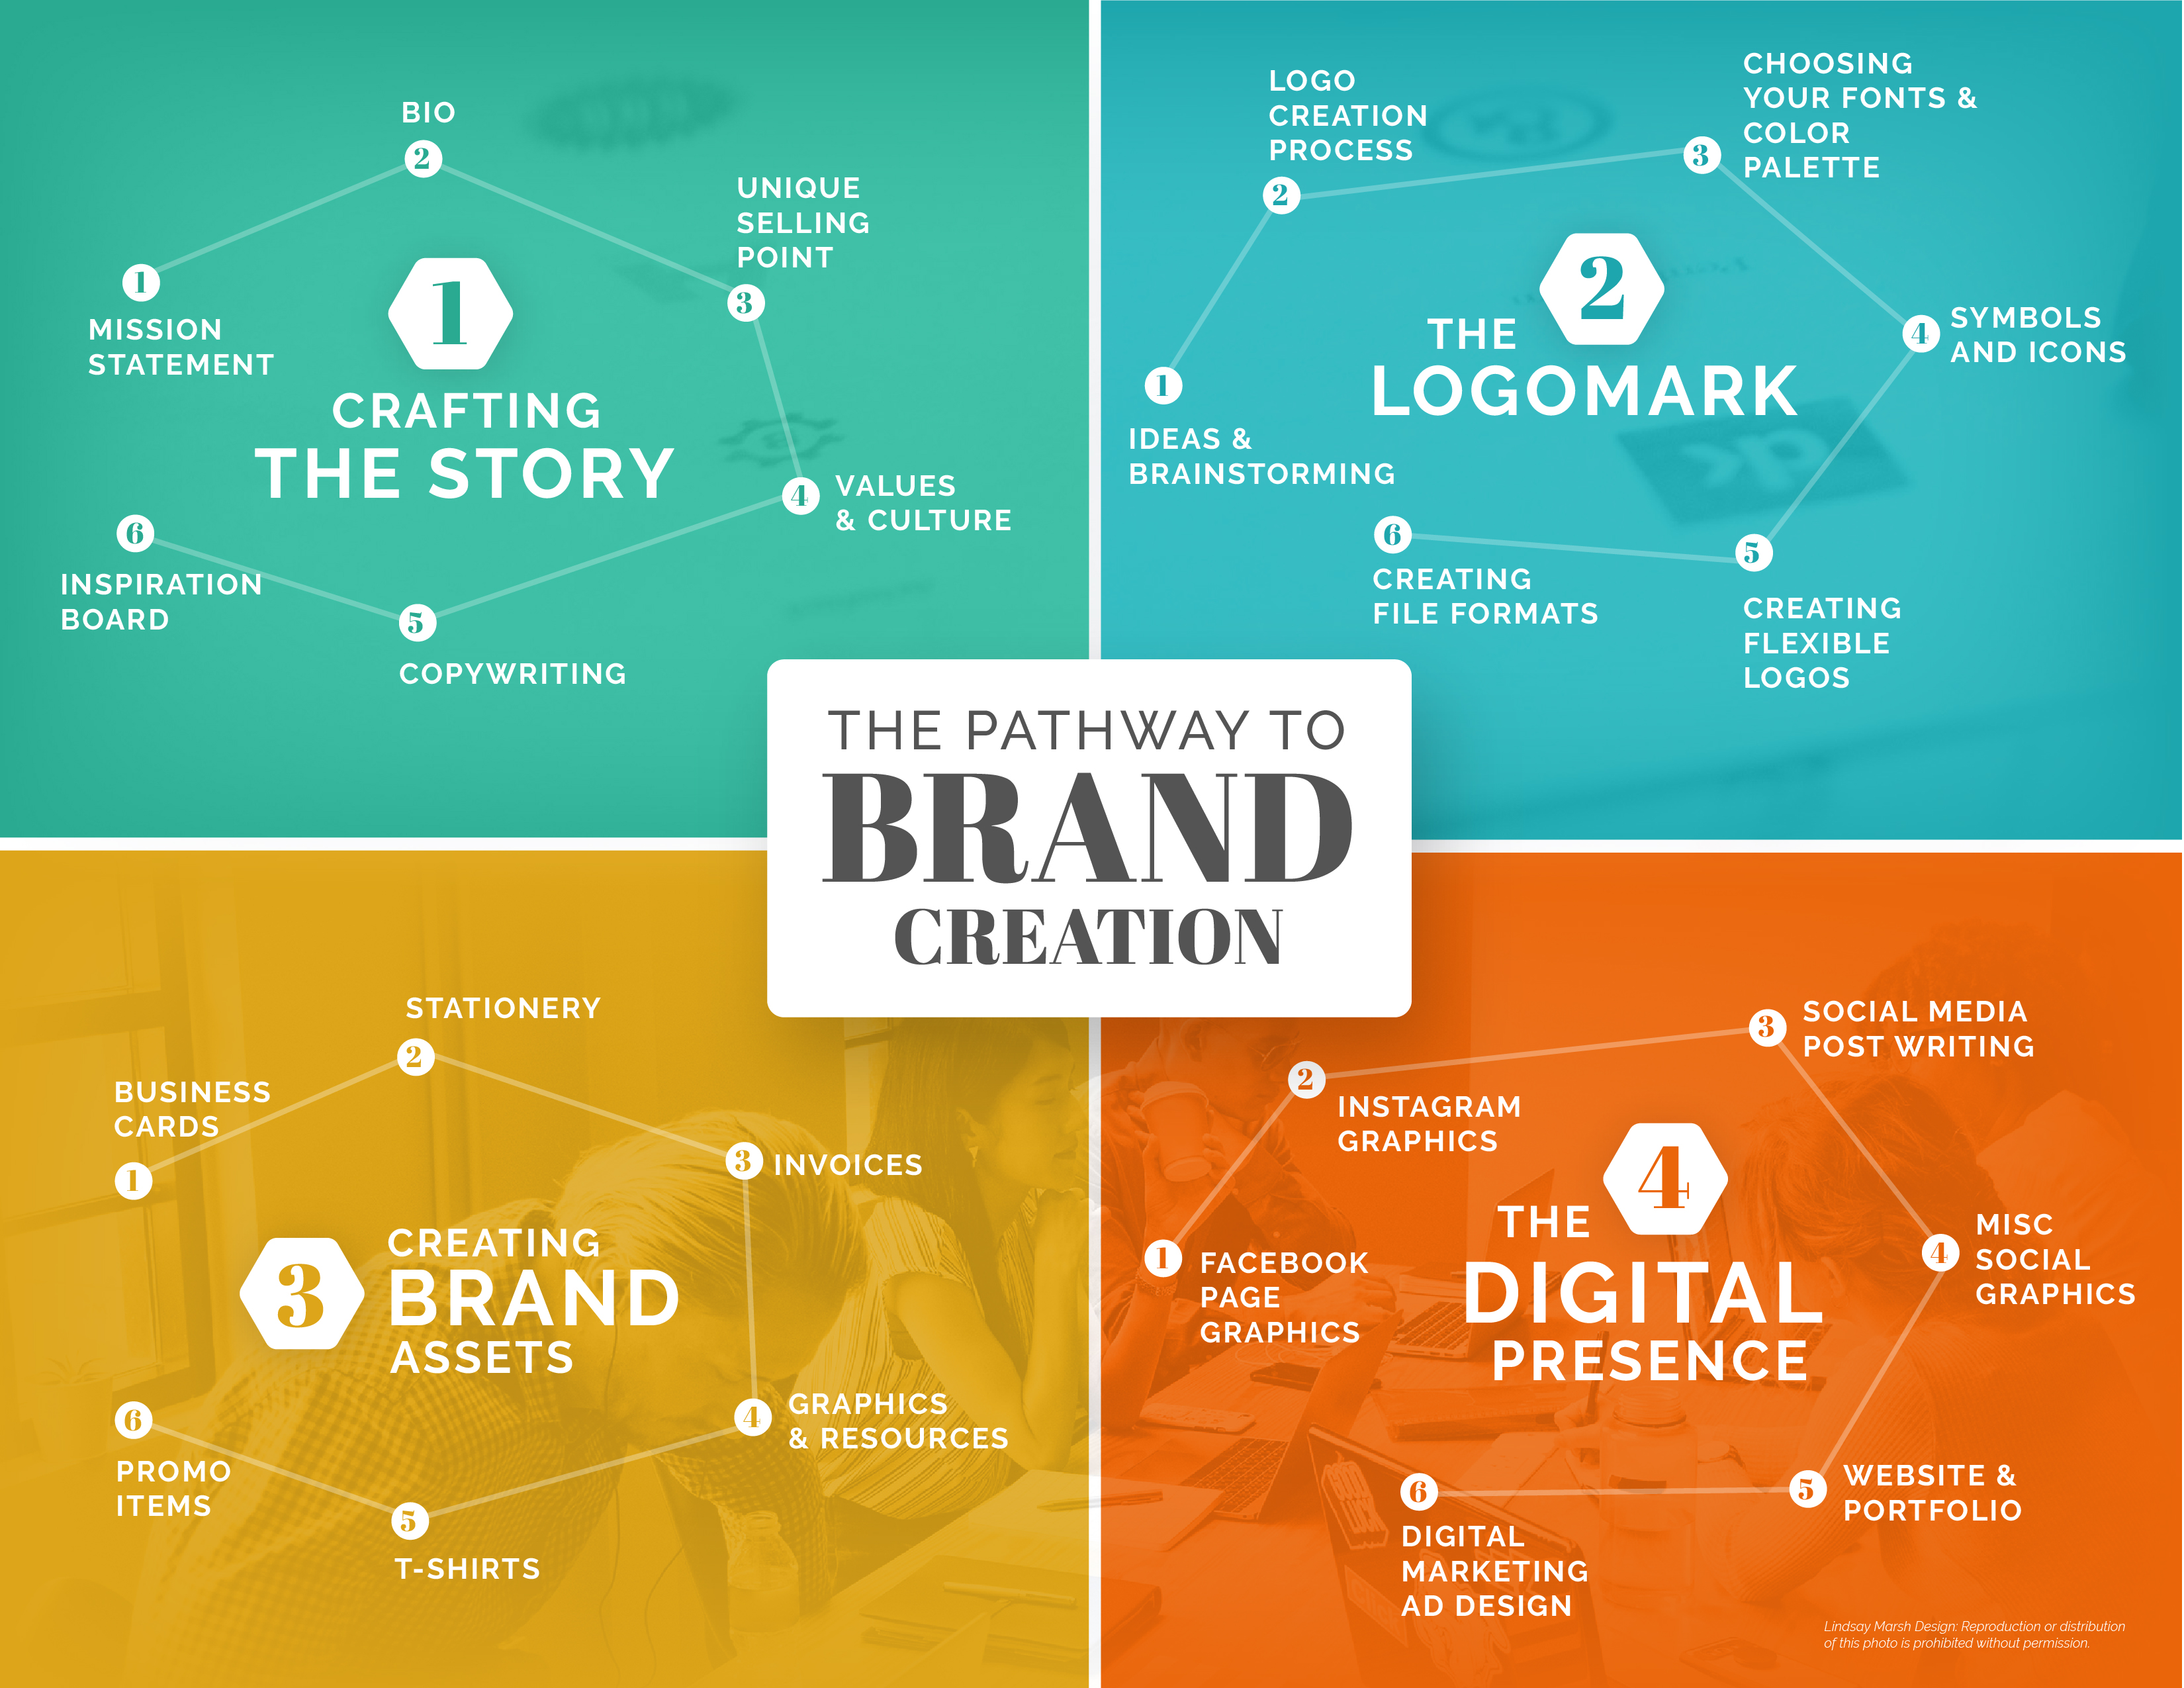 THE PATHWAY TO
BRAND
CREATION
1
CRAFTING
THE STORY
1
MISSION
STATEMENT
BIO
2
UNIQUE
SELLING
POINT
3
4
VALUES
& CULTURE
5
COPYWRITING
6
INSPIRATION
BOARD
2
THE
LOGOMARK
1
IDEAS &
BRAINSTORMING
LOGO
CREATION
PROCESS
2
3
CHOOSING
YOUR FONTS &
COLOR
PALETTE
4
SYMBOLS
AND ICONS
5
CREATING
FLEXIBLE
LOGOS
6
CREATING
FILE FORMATS
3
CREATING
BRAND
ASSETS
BUSINESS
CARDS
1
STATIONERY
2
3
INVOICES
4
GRAPHICS
& RESOURCES
5
T-SHIRTS
6
PROMO
ITEMS
4
THE
DIGITAL
PRESENCE
1
FACEBOOK
PAGE
GRAPHICS
2
INSTAGRAM
GRAPHICS
3
SOCIAL MEDIA
POST WRITING
4
MISC
SOCIAL
GRAPHICS
5
WEBSITE &
PORTFOLIO
6
DIGITAL
MARKETING
AD DESIGN
Lindsay Marsh Design: Reproduction or distribution
of this photo is prohibited without permission.